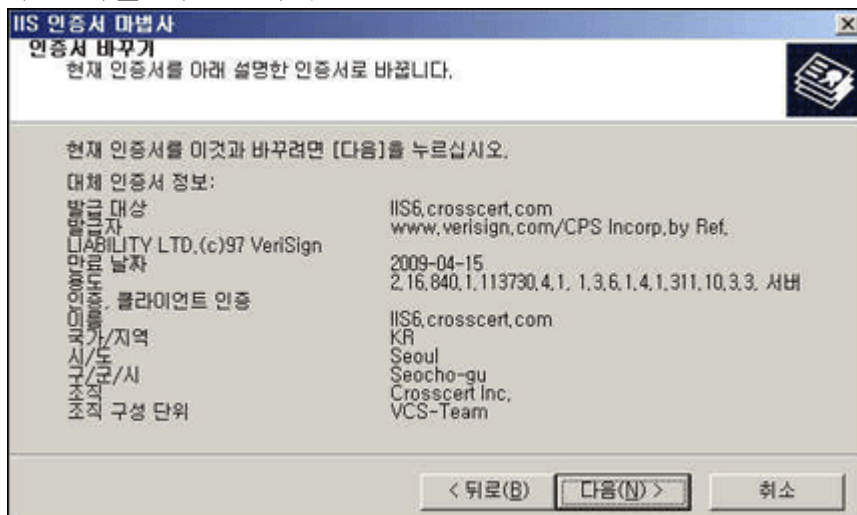 IIS 인증서 마법사
인증서 바꾸기
현재 인증서를 아래 설명한 인증서로 바꿉니다.
현재 인증서를 이것과 바꾸려면 [다음]을 누르십시오.
대체 인증서 정보:
발급 대상 IIS6.crosscert.com
발급자 www.verisign.com/CPS Incorp.by Ref.
LIABILITY LTD.(c)97 VeriSign
만료 날짜 2009-04-15
용도 2.16.840.1.113730.4.1, 1.3.6.1.4.1.311.10.3.3, 서버
인증, 클라이언트 인증
이름 IIS6.crosscert.com
국가/지역 KR
시/도 Seoul
구/군/시 Seocho-gu
조직 Crosscert Inc.
조직 구성 단위 VCS-Team
< 뒤로(B) 다음(N) > 취소